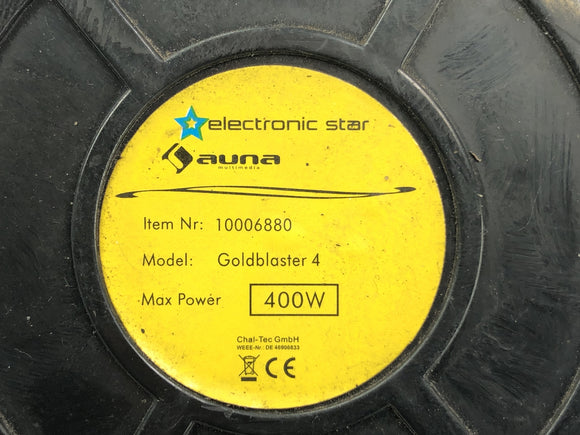 electronic star
auna
multimedia
Item Nr: 10006880
Model: Goldblaster 4
Max Power 400W
Chal-Tec GmbH
WEEE-Nr.: DE 46906633
CE